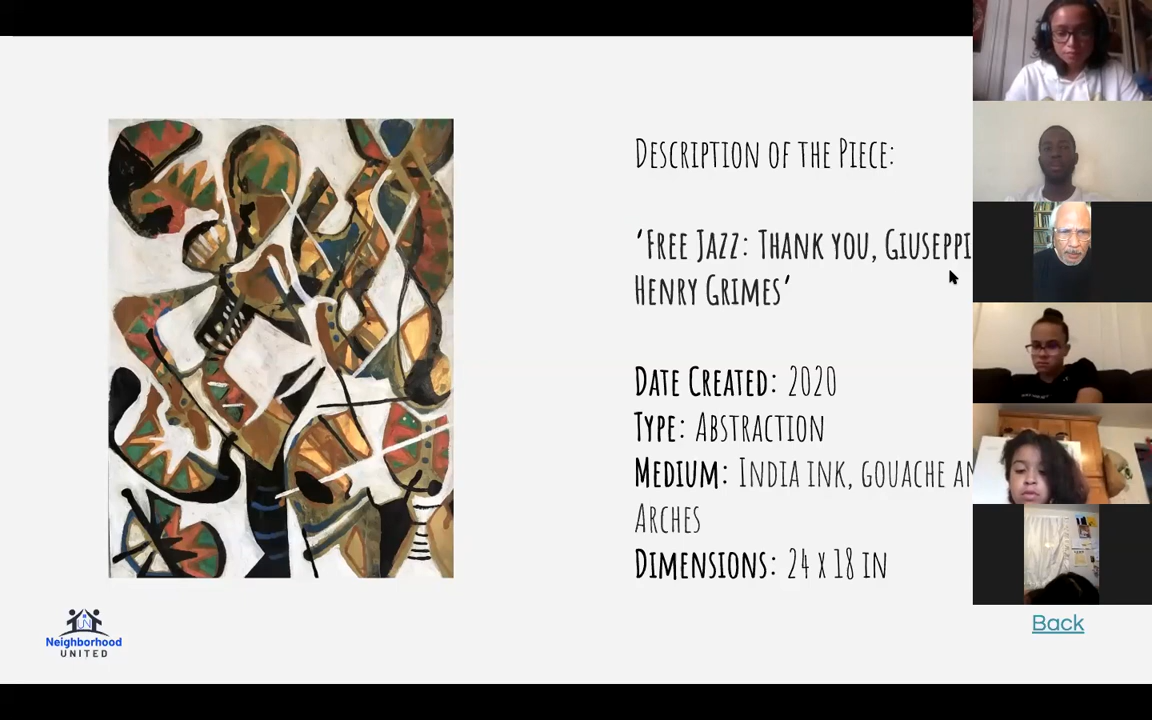 DESCRIPTION OF THE PIECE:
‘FREE JAZZ: THANK YOU, GIUSEPPI
HENRY GRIMES’
DATE CREATED: 2020
TYPE: ABSTRACTION
MEDIUM: INDIA INK, GOUACHE
ARCHES
DIMENSIONS: 24 X 18 IN
Back
UN
Neighborhood
UNITED